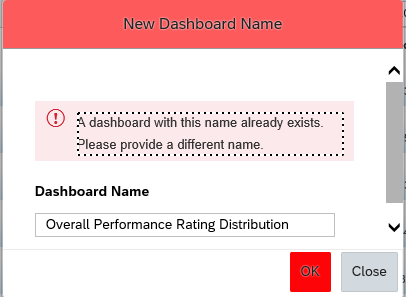 New Dashboard Name
A dashboard with this name already exists.
Please provide a different name.
Dashboard Name
Overall Performance Rating Distribution
OK
Close